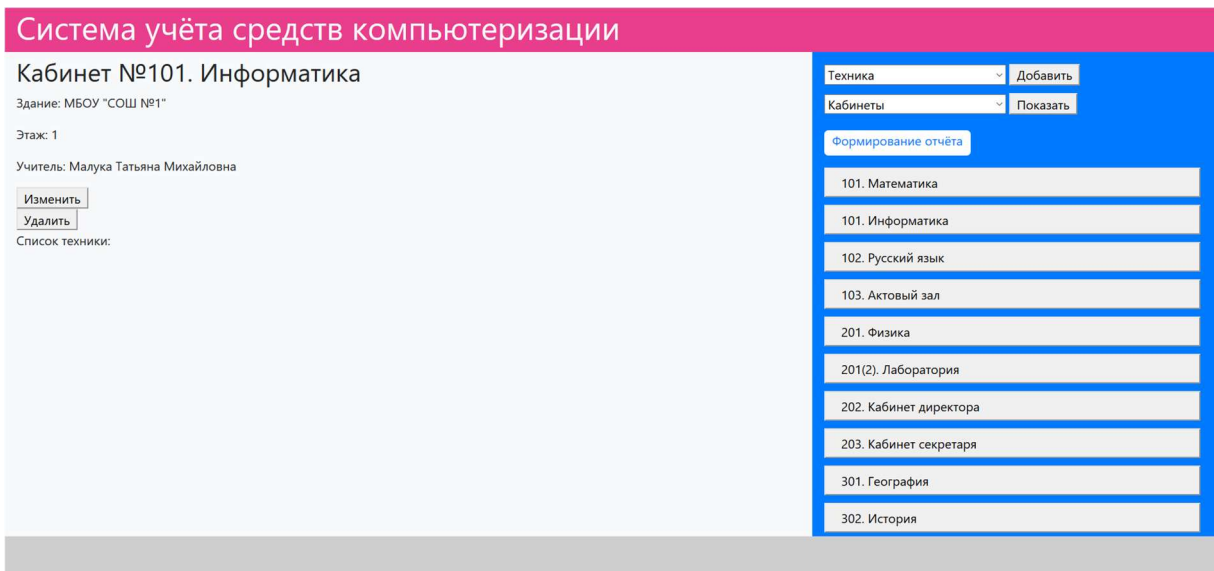 Система учёта средств компьютеризации
Кабинет №101. Информатика
Здание: МБОУ "СОШ №1"
Этаж: 1
Учитель: Малука Татьяна Михайловна
Изменить
Удалить
Список техники:
Техника
Добавить
Кабинеты
Показать
Формирование отчёта
101. Математика
101. Информатика
102. Русский язык
103. Актовый зал
201. Физика
201(2). Лаборатория
202. Кабинет директора
203. Кабинет секретаря
301. География
302. История